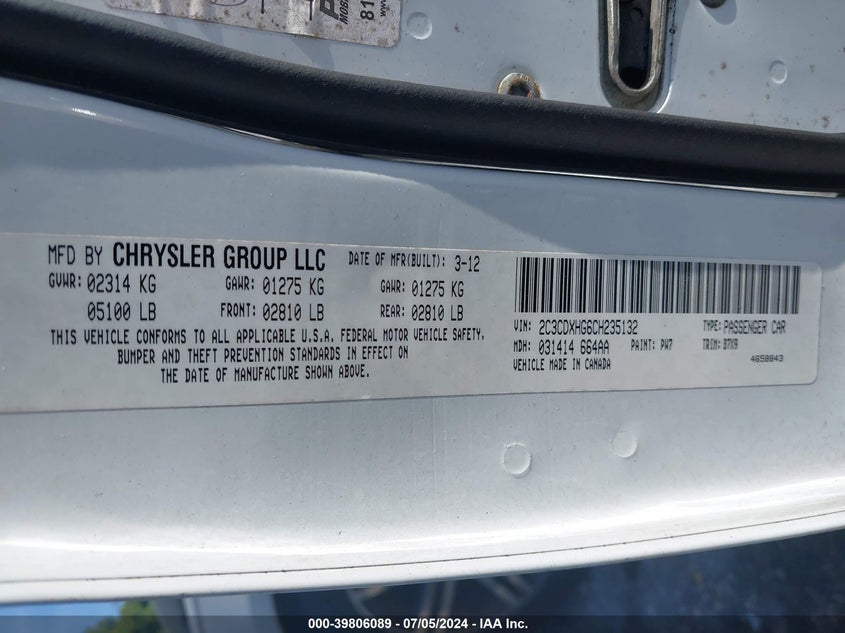 81
MFD BY CHRYSLER GROUP LLC
DATE OF MFR(BUILT): 3-12
GVWR: 02314 KG GAWR: 01275 KG GAWR: 01275 KG
05100 LB FRONT: 02810 LB REAR: 02810 LB
THIS VEHICLE CONFORMS TO ALL APPLICABLE U.S.A. FEDERAL MOTOR VEHICLE SAFETY,
BUMPER AND THEFT PREVENTION STANDARDS IN EFFECT ON
THE DATE OF MANUFACTURE SHOWN ABOVE.
VIN: 2C3CDXHG6CH235132 TYPE: PASSENGER CAR
MDH: 031414 664AA PAINT: PW7 TRIM: B7X9
VEHICLE MADE IN CANADA 4658843
000-39806089 - 07/05/2024 - IAA Inc.